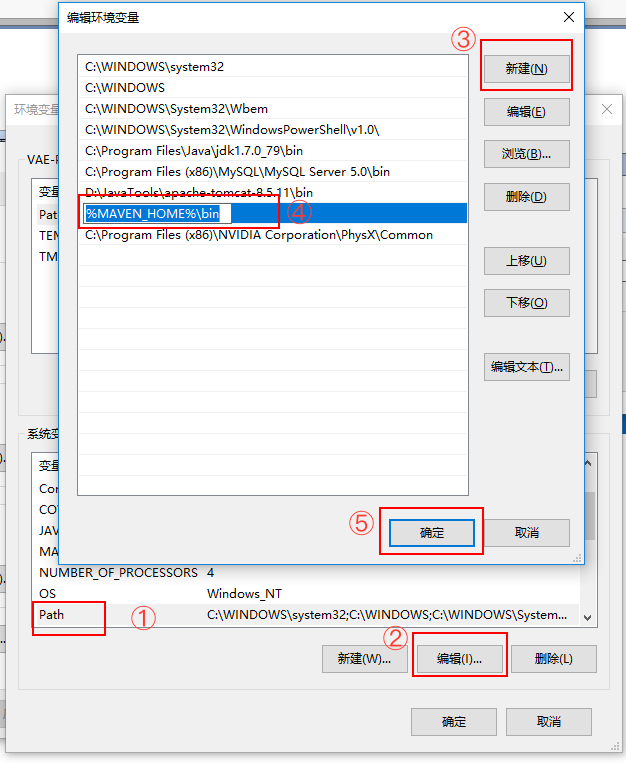 编辑环境变量
③
C:\WINDOWS\system32
新建(N)
C:\WINDOWS
C:\WINDOWS\System32\Wbem
编辑(E)
环境变量
C:\WINDOWS\System32\WindowsPowerShell\v1.0\
C:\Program Files\Java\jdk1.7.0_79\bin
浏览(B)...
VAE-
C:\Program Files (x86)\MySQL\MySQL Server 5.0\bin
D:\JavaTools\apache-tomcat-8.5.11\bin
变量
删除(D)
%MAVEN_HOME%\bin
④
Pat
C:\Program Files (x86)\NVIDIA Corporation\PhysX\Common
TEM
TM
上移(U)
下移(O)
编辑文本(T)...
系统变
变量
Cor
CO
⑤
确定
取消
JAV
MA
NUMBER_OF_PROCESSORS 4
OS Windows_NT
Path C:\WINDOWS\system32;C:\WINDOWS;C:\WINDOWS\System...
①
②
新建(W)...
编辑(I)...
删除(L)
确定
取消